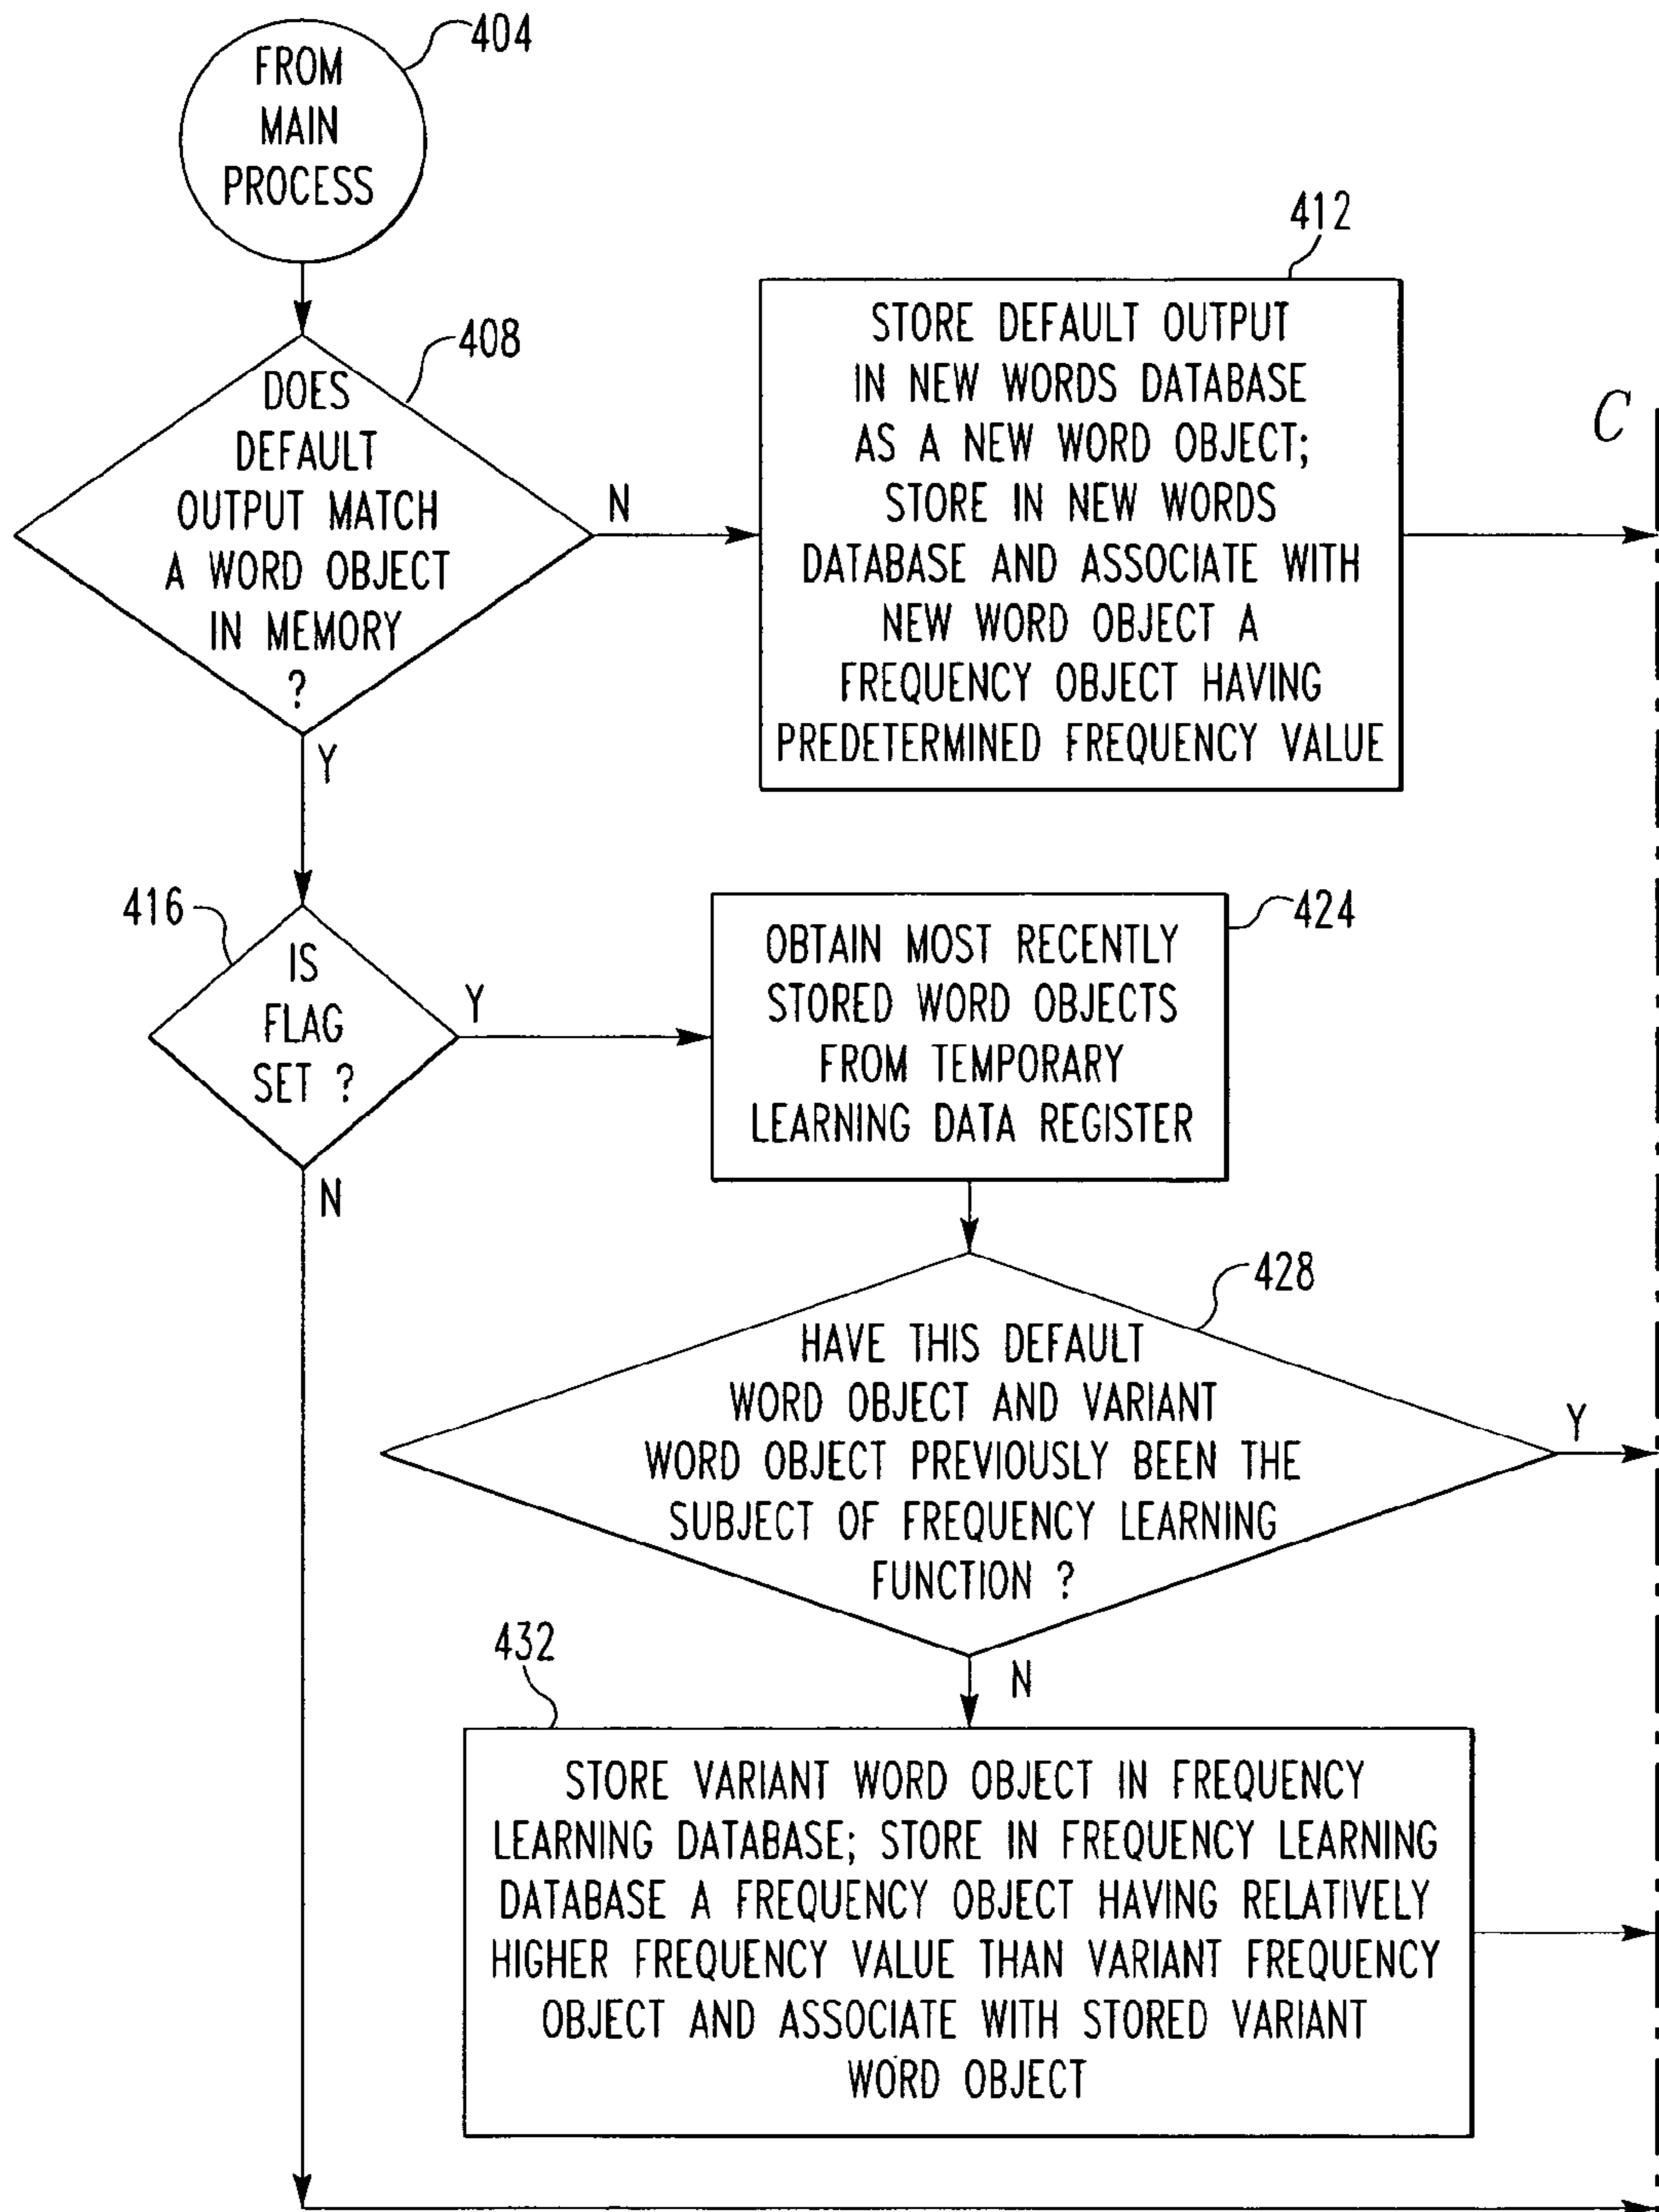 FROM
MAIN
PROCESS
404
DOES
DEFAULT
OUTPUT MATCH
A WORD OBJECT
IN MEMORY
?
408
N
Y
412
STORE DEFAULT OUTPUT
IN NEW WORDS DATABASE
AS A NEW WORD OBJECT;
STORE IN NEW WORDS
DATABASE AND ASSOCIATE WITH
NEW WORD OBJECT A
FREQUENCY OBJECT HAVING
PREDETERMINED FREQUENCY VALUE
C
416
IS
FLAG
SET ?
Y
N
424
OBTAIN MOST RECENTLY
STORED WORD OBJECTS
FROM TEMPORARY
LEARNING DATA REGISTER
428
HAVE THIS DEFAULT
WORD OBJECT AND VARIANT
WORD OBJECT PREVIOUSLY BEEN THE
SUBJECT OF FREQUENCY LEARNING
FUNCTION ?
Y
N
432
STORE VARIANT WORD OBJECT IN FREQUENCY
LEARNING DATABASE; STORE IN FREQUENCY LEARNING
DATABASE A FREQUENCY OBJECT HAVING RELATIVELY
HIGHER FREQUENCY VALUE THAN VARIANT FREQUENCY
OBJECT AND ASSOCIATE WITH STORED VARIANT
WORD OBJECT